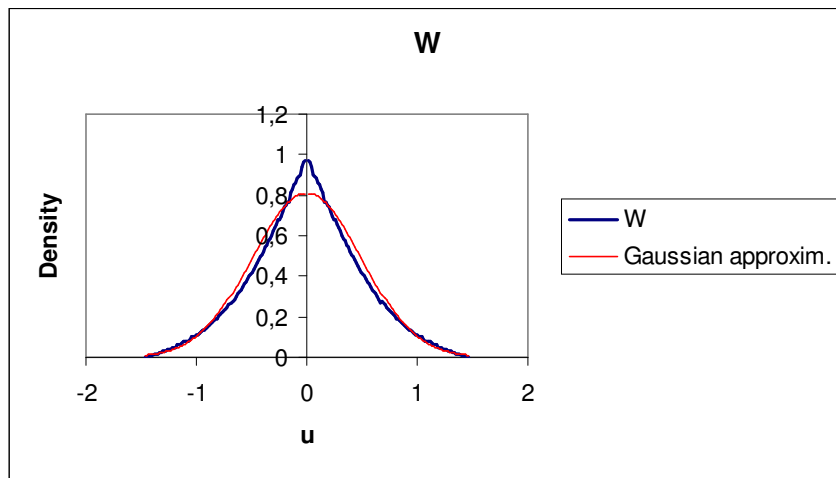 W
1,2
1
0,8
0,6
0,4
0,2
0
-2 -1 0 1 2
Density
u
W
Gaussian approxim.